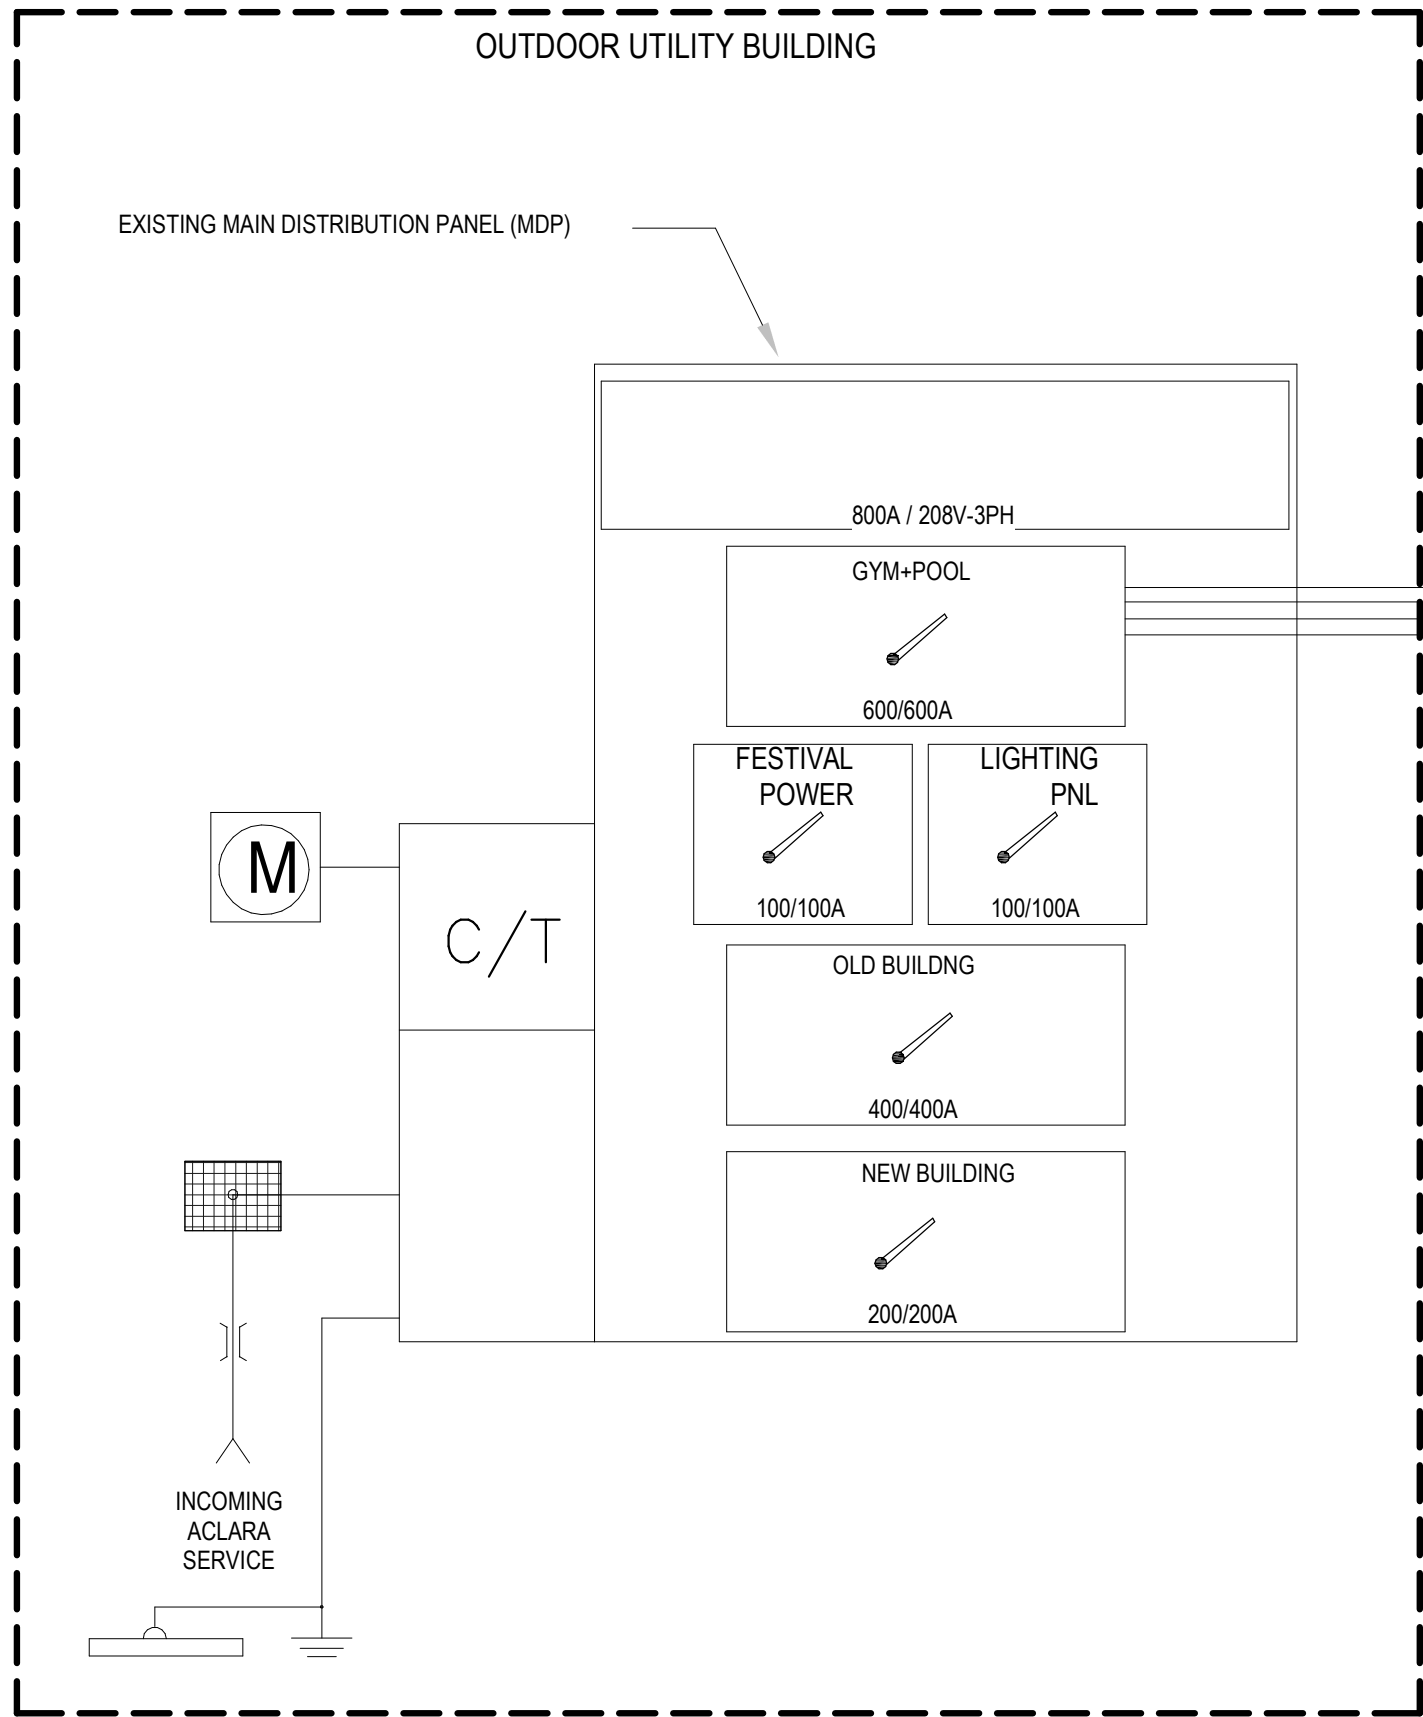 OUTDOOR UTILITY BUILDING
EXISTING MAIN DISTRIBUTION PANEL (MDP)
800A / 208V-3PH
GYM+POOL
600/600A
FESTIVAL
POWER
100/100A
LIGHTING
PNL
100/100A
M
C/T
OLD BUILDNG
400/400A
NEW BUILDING
200/200A
INCOMING
ACLARA
SERVICE